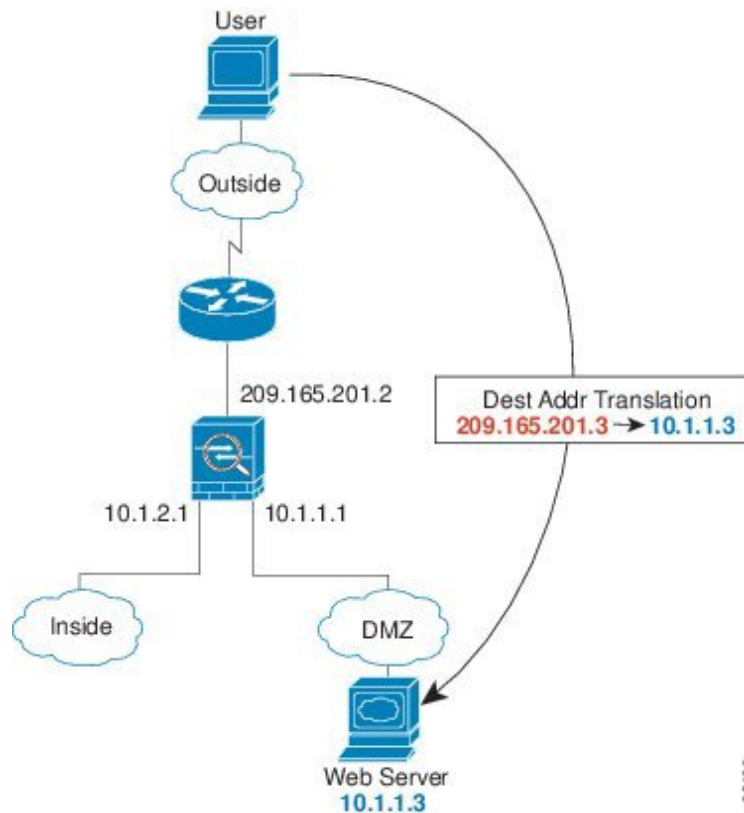 User
Outside
209.165.201.2
Dest Addr Translation
209.165.201.3 → 10.1.1.3
10.1.2.1
10.1.1.1
Inside
DMZ
Web Server
10.1.1.3